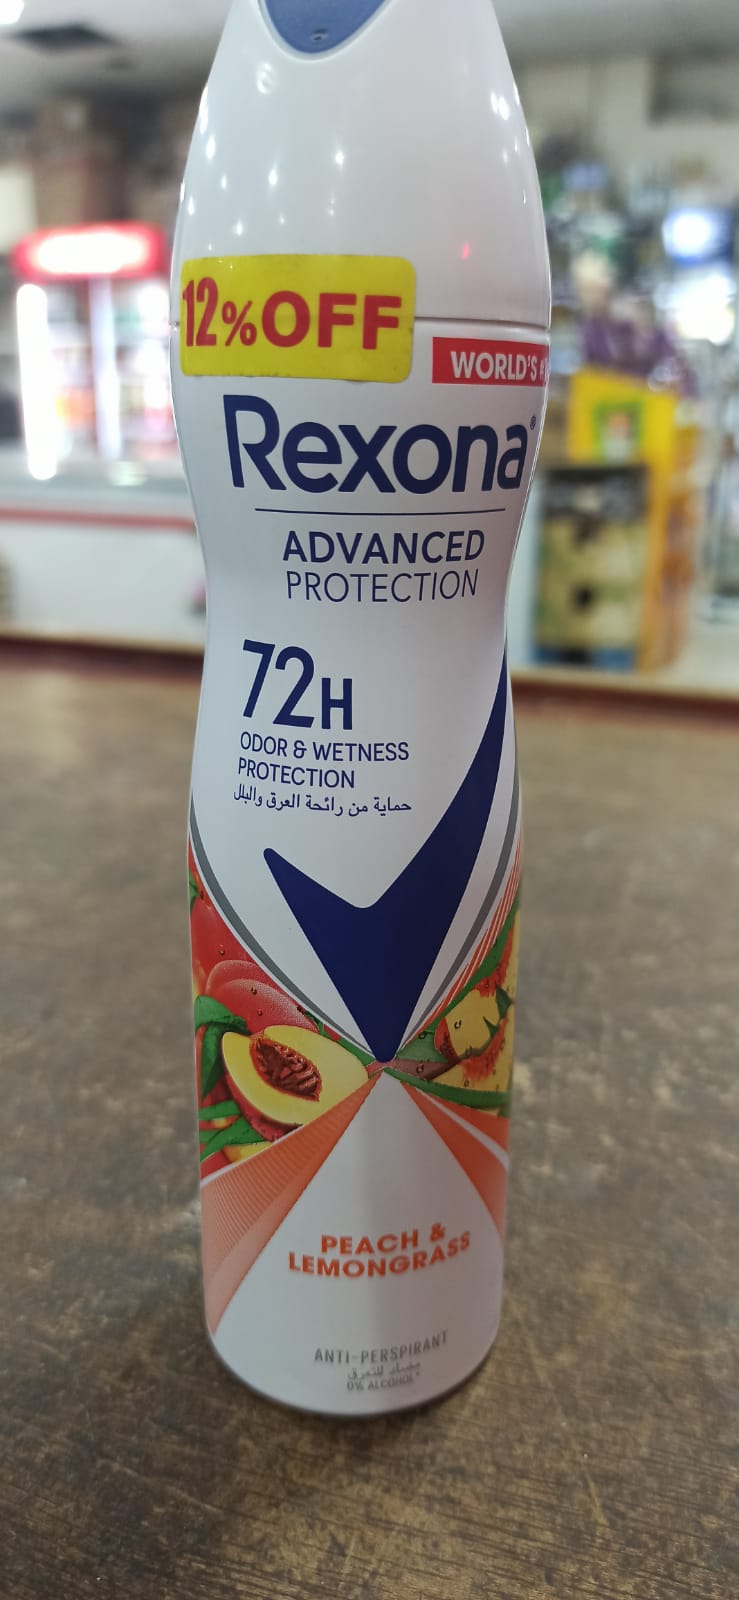 12%OFF
WORLD'S #
Rexona®
ADVANCED
PROTECTION
72H
ODOR & WETNESS
PROTECTION
حماية من رائحة العرق والبلل
PEACH &
LEMONGRASS
ANTI-PERSPIRANT
مضاد للتعرق
0% ALCOHOL*